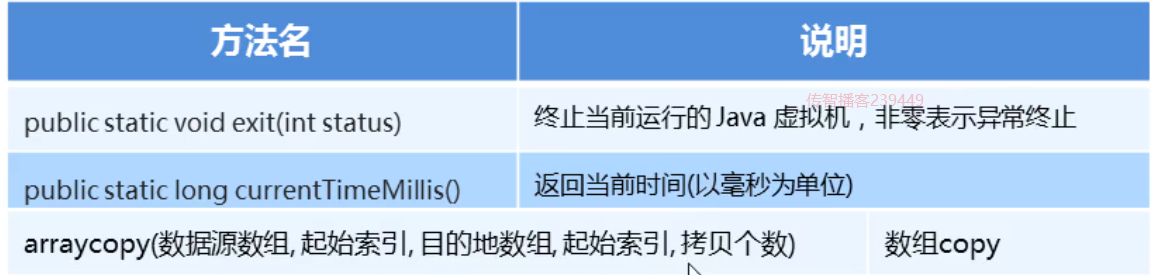 方法名 说明
传智播客239449
public static void exit(int status) 终止当前运行的 Java 虚拟机，非零表示异常终止
public static long currentTimeMillis() 返回当前时间(以毫秒为单位)
arraycopy(数据源数组, 起始索引, 目的地数组, 起始索引, 拷贝个数) 数组copy